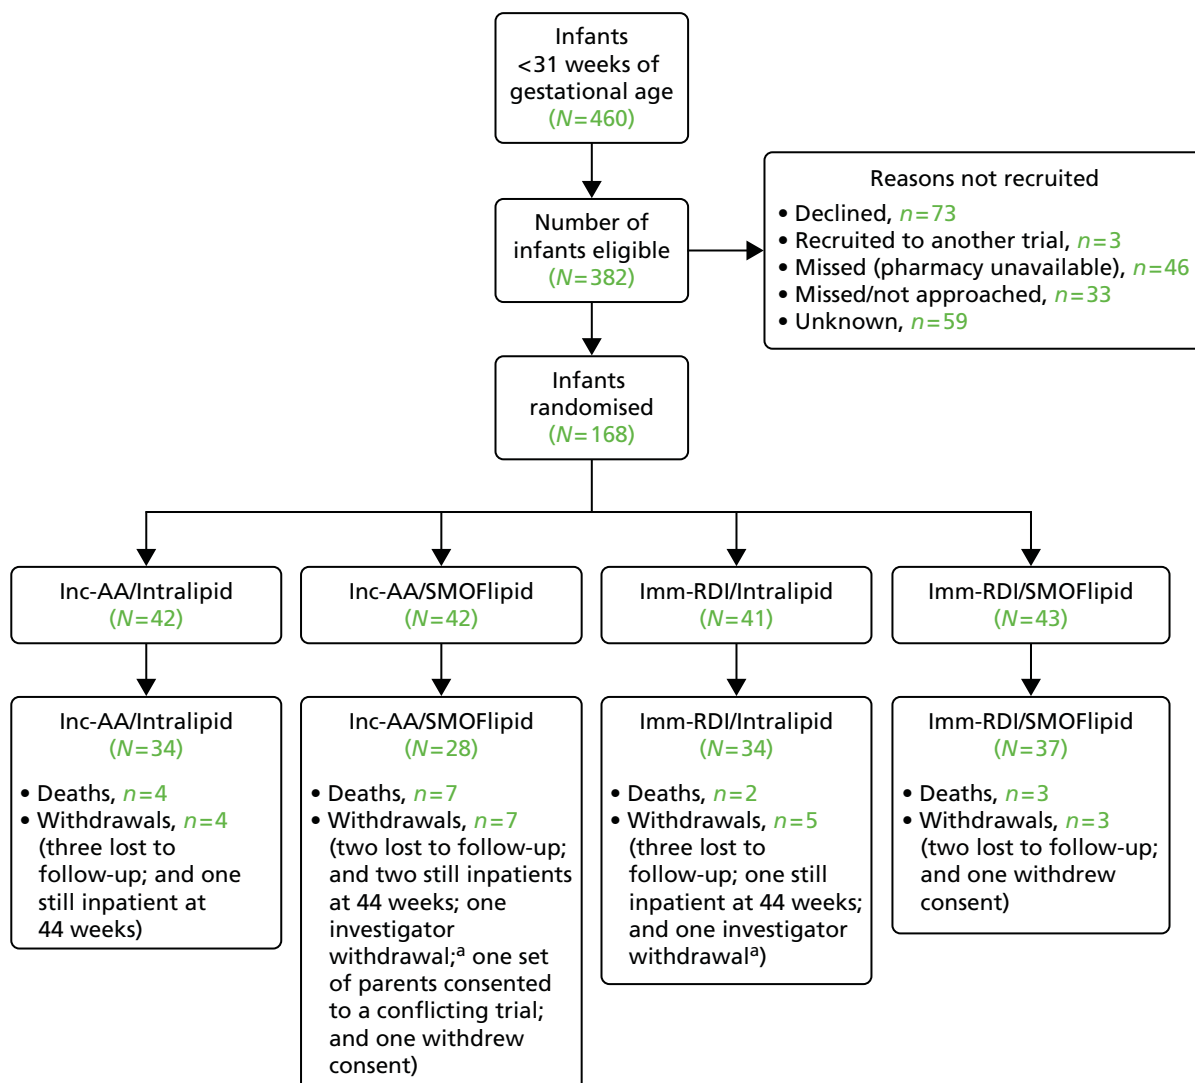 Infants
<31 weeks of
gestational age
(N=460)
Number of
infants eligible
(N=382)
Reasons not recruited
• Declined, n=73
• Recruited to another trial, n=3
• Missed (pharmacy unavailable), n=46
• Missed/not approached, n=33
• Unknown, n=59
Infants
randomised
(N=168)
Inc-AA/Intralipid
(N=42)
Inc-AA/SMOFlipid
(N=42)
Imm-RDI/Intralipid
(N=41)
Imm-RDI/SMOFlipid
(N=43)
Inc-AA/Intralipid
(N=34)
• Deaths, n=4
• Withdrawals, n=4
(three lost to
follow-up; and one
still inpatient at
44 weeks)
Inc-AA/SMOFlipid
(N=28)
• Deaths, n=7
• Withdrawals, n=7
(two lost to follow-up;
and two still inpatients
at 44 weeks; one
investigator
withdrawal;ᵃ one set
of parents consented
to a conflicting trial;
and one withdrew
consent)
Imm-RDI/Intralipid
(N=34)
• Deaths, n=2
• Withdrawals, n=5
(three lost to
follow-up; one still
inpatient at 44 weeks;
and one investigator
withdrawalᵃ)
Imm-RDI/SMOFlipid
(N=37)
• Deaths, n=3
• Withdrawals, n=3
(two lost to follow-up;
and one withdrew
consent)